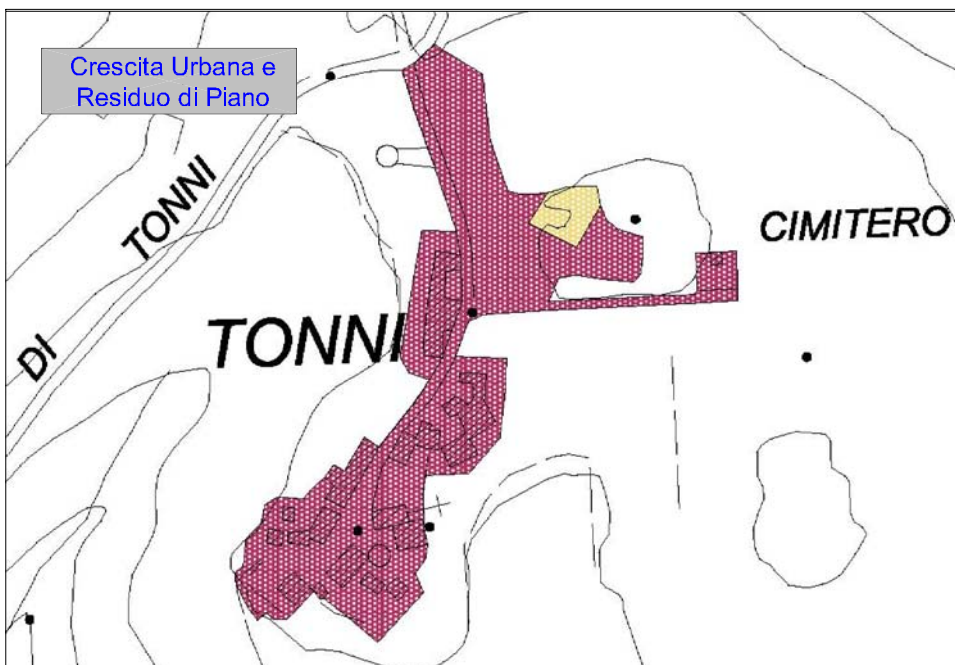 Crescita Urbana e
Residuo di Piano
DI TONNI
CIMITERO
TONNI